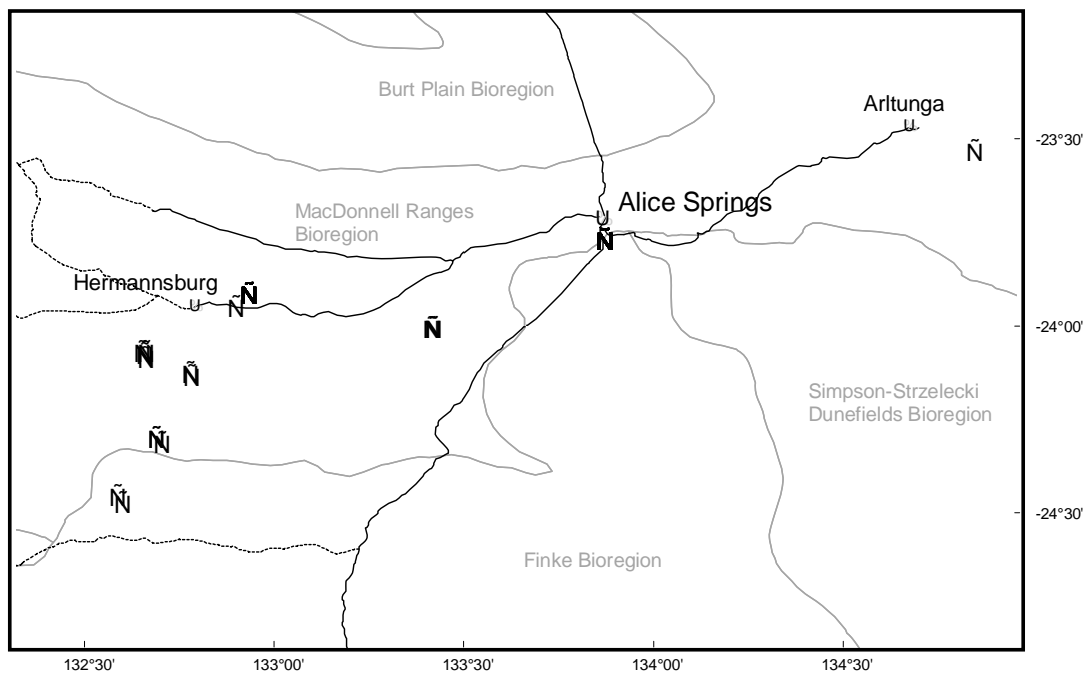 Burt Plain Bioregion
Arltunga
U
-23°30'
Ñ
Alice Springs
U
MacDonnell Ranges
Bioregion
Ñ
Hermannsburg
U
Ñ
Ñ
Ñ
-24°00'
Ñ
Ñ
Simpson-Strzelecki
Dunefields Bioregion
Ñ
Ñ
Ñ
Ñ
-24°30'
Finke Bioregion
132°30'
133°00'
133°30'
134°00'
134°30'